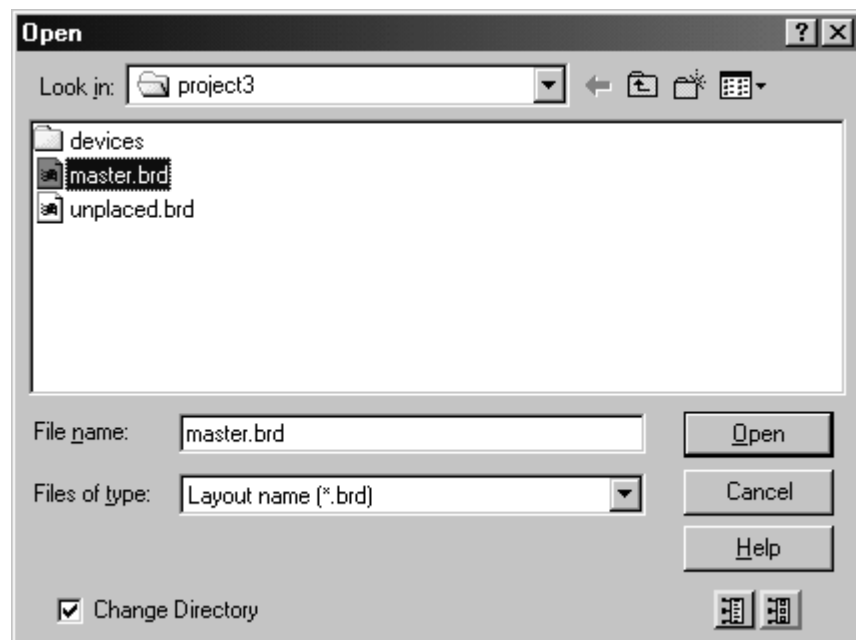 Open
Look in: project3
devices
master.brd
unplaced.brd
File name: master.brd Open
Files of type: Layout name (*.brd) Cancel
Help
Change Directory